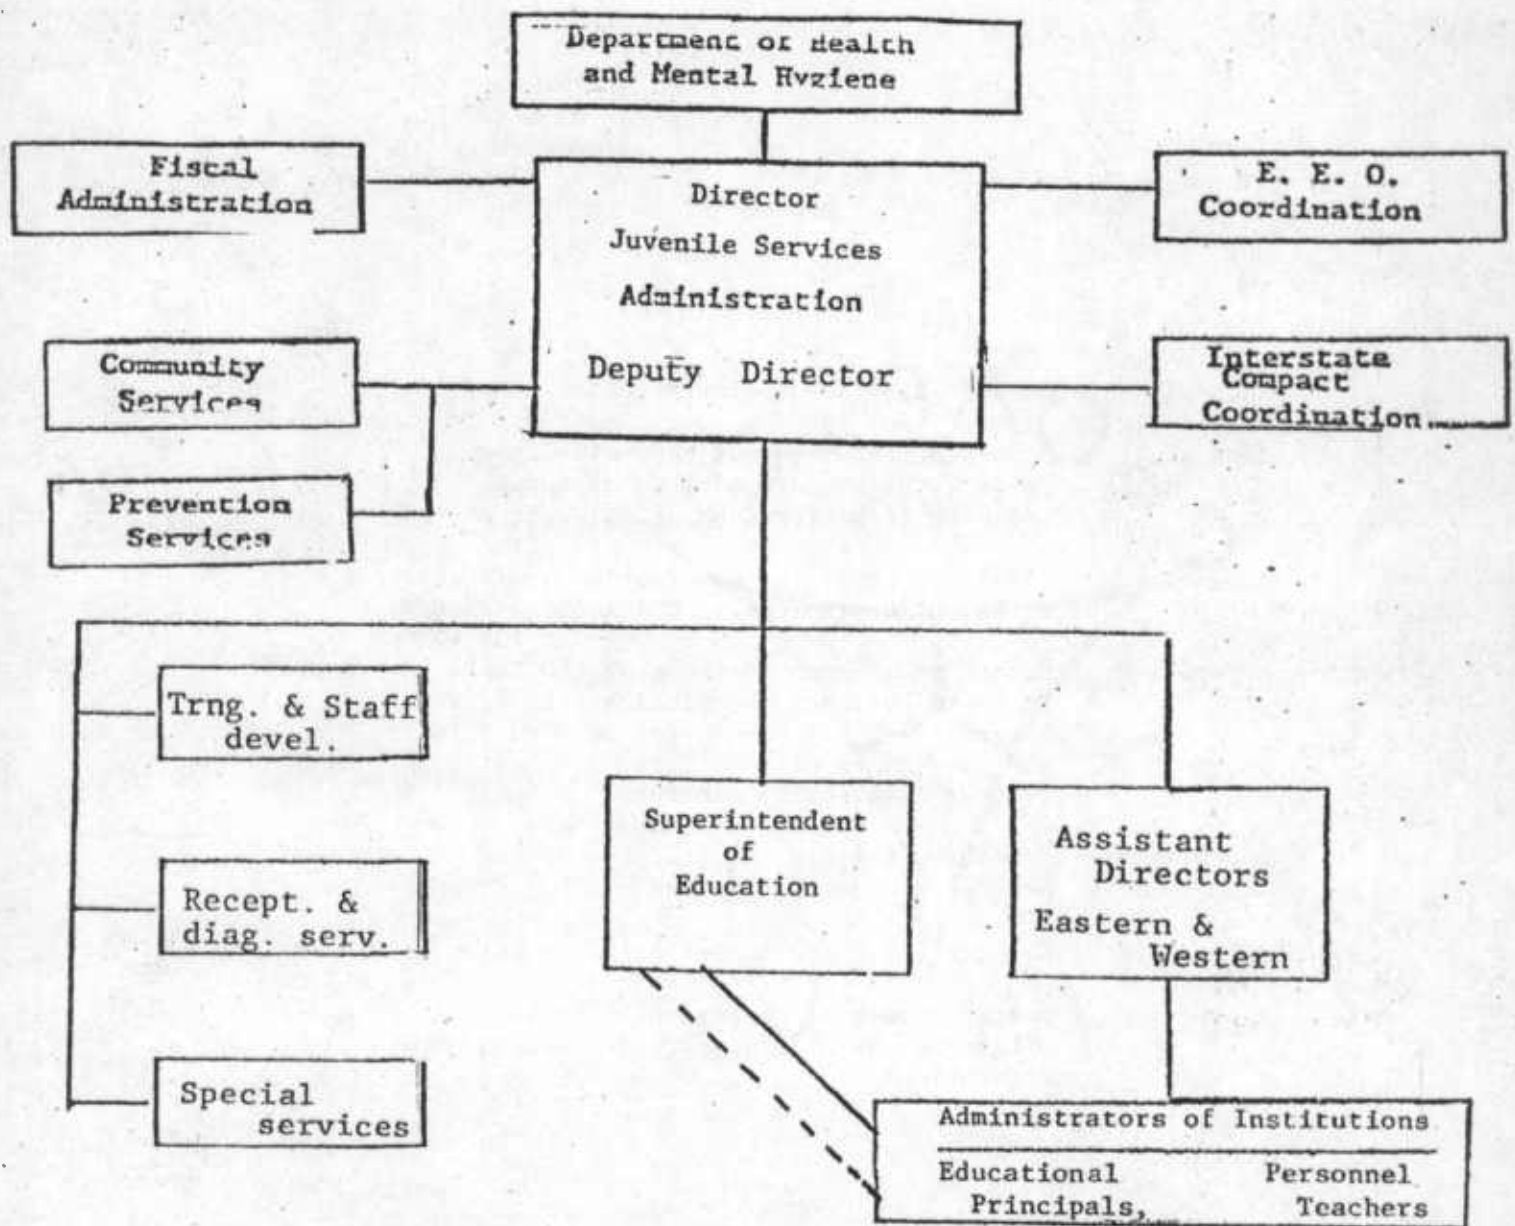 Department of Health
and Mental Hygiene
Fiscal
Administration
Director
Juvenile Services
Administration
Deputy Director
E. E. O.
Coordination
Community
Services
Interstate
Compact
Coordination
Prevention
Services
Trng. & Staff
devel.
Superintendent
of
Education
Assistant
Directors
Eastern &
Western
Recept. &
diag. serv.
Special
services
Administrators of Institutions
Educational Personnel
Principals, Teachers